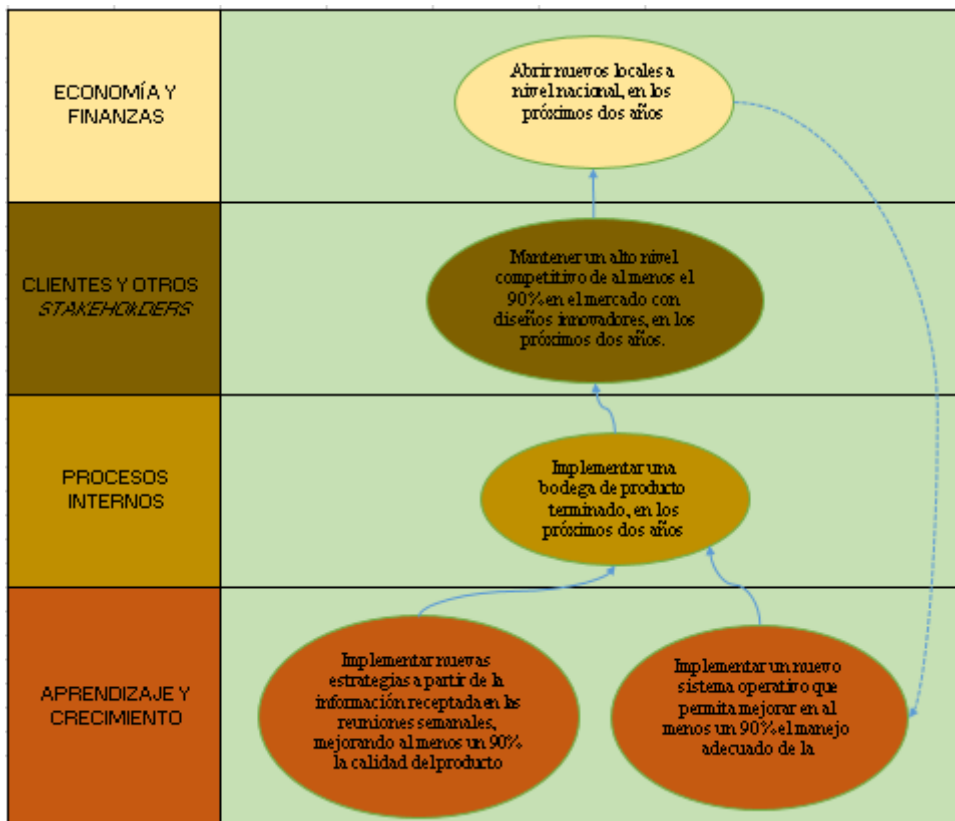 ECONOMÍA Y
FINANZAS
Abrir nuevos locales a
nivel nacional, en los
próximos dos años
CLIENTES Y OTROS
STAKEHOLDERS
Mantener un alto nivel
competitivo de al menos el
90% en el mercado con
diseños innovadores, en los
próximos dos años.
PROCESOS
INTERNOS
Implementar una
bodega de producto
terminado, en los
próximos dos años
APRENDIZAJE Y
CRECIMIENTO
Implementar nuevas
estrategias a partir de la
información receptada en las
reuniones semanales,
mejorando al menos un 90%
la calidad del producto
Implementar un nuevo
sistema operativo que
permita mejorar en al
menos un 90% el manejo
adecuado de la